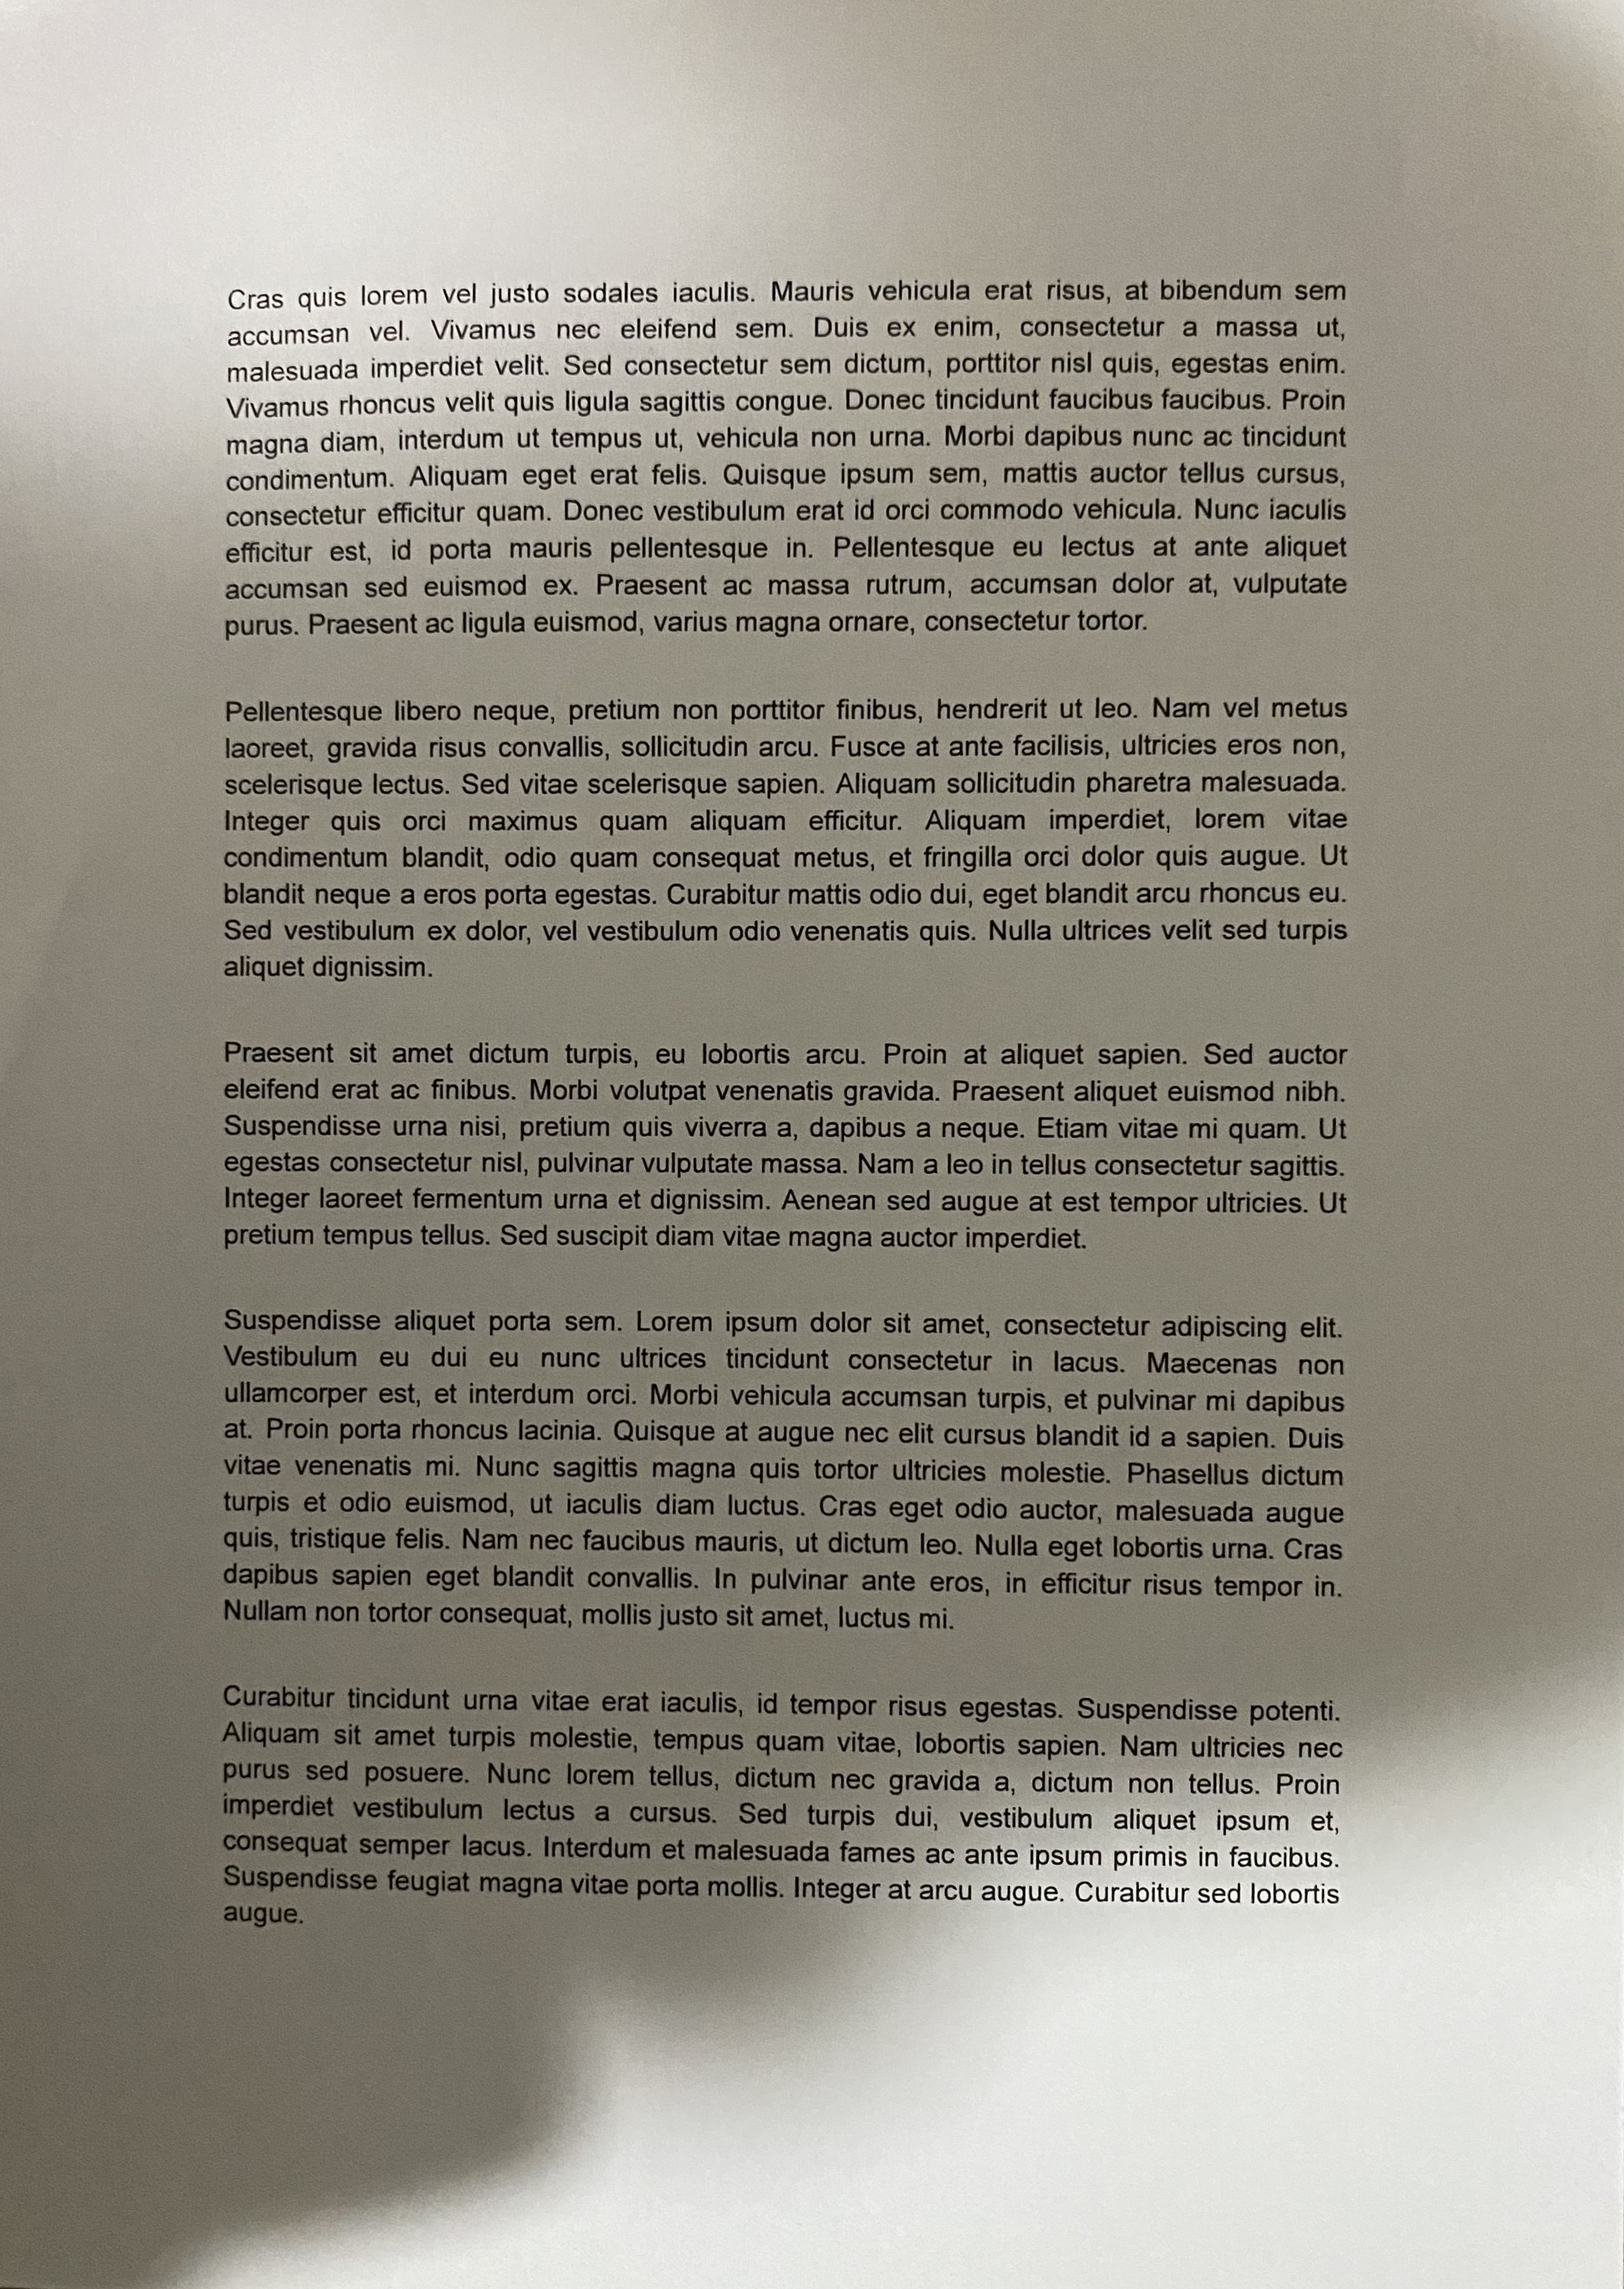 Cras quis lorem vel justo sodales iaculis. Mauris vehicula erat risus, at bibendum sem
accumsan vel. Vivamus nec eleifend sem. Duis ex enim, consectetur a massa ut,
malesuada imperdiet velit. Sed consectetur sem dictum, porttitor nisl quis, egestas enim.
Vivamus rhoncus velit quis ligula sagittis congue. Donec tincidunt faucibus faucibus. Proin
magna diam, interdum ut tempus ut, vehicula non urna. Morbi dapibus nunc ac tincidunt
condimentum. Aliquam eget erat felis. Quisque ipsum sem, mattis auctor tellus cursus,
consectetur efficitur quam. Donec vestibulum erat id orci commodo vehicula. Nunc iaculis
efficitur est, id porta mauris pellentesque in. Pellentesque eu lectus at ante aliquet
accumsan sed euismod ex. Praesent ac massa rutrum, accumsan dolor at, vulputate
purus. Praesent ac ligula euismod, varius magna ornare, consectetur tortor.
Pellentesque libero neque, pretium non porttitor finibus, hendrerit ut leo. Nam vel metus
laoreet, gravida risus convallis, sollicitudin arcu. Fusce at ante facilisis, ultricies eros non,
scelerisque lectus. Sed vitae scelerisque sapien. Aliquam sollicitudin pharetra malesuada.
Integer quis orci maximus quam aliquam efficitur. Aliquam imperdiet, lorem vitae
condimentum blandit, odio quam consequat metus, et fringilla orci dolor quis augue. Ut
blandit neque a eros porta egestas. Curabitur mattis odio dui, eget blandit arcu rhoncus eu.
Sed vestibulum ex dolor, vel vestibulum odio venenatis quis. Nulla ultrices velit sed turpis
aliquet dignissim.
Praesent sit amet dictum turpis, eu lobortis arcu. Proin at aliquet sapien. Sed auctor
eleifend erat ac finibus. Morbi volutpat venenatis gravida. Praesent aliquet euismod nibh.
Suspendisse urna nisi, pretium quis viverra a, dapibus a neque. Etiam vitae mi quam. Ut
egestas consectetur nisl, pulvinar vulputate massa. Nam a leo in tellus consectetur sagittis.
Integer laoreet fermentum urna et dignissim. Aenean sed augue at est tempor ultricies. Ut
pretium tempus tellus. Sed suscipit diam vitae magna auctor imperdiet.
Suspendisse aliquet porta sem. Lorem ipsum dolor sit amet, consectetur adipiscing elit.
Vestibulum eu dui eu nunc ultrices tincidunt consectetur in lacus. Maecenas non
ullamcorper est, et interdum orci. Morbi vehicula accumsan turpis, et pulvinar mi dapibus
at. Proin porta rhoncus lacinia. Quisque at augue nec elit cursus blandit id a sapien. Duis
vitae venenatis mi. Nunc sagittis magna quis tortor ultricies molestie. Phasellus dictum
turpis et odio euismod, ut iaculis diam luctus. Cras eget odio auctor, malesuada augue
quis, tristique felis. Nam nec faucibus mauris, ut dictum leo. Nulla eget lobortis urna. Cras
dapibus sapien eget blandit convallis. In pulvinar ante eros, in efficitur risus tempor in.
Nullam non tortor consequat, mollis justo sit amet, luctus mi.
Curabitur tincidunt urna vitae erat iaculis, id tempor risus egestas. Suspendisse potenti.
Aliquam sit amet turpis molestie, tempus quam vitae, lobortis sapien. Nam ultricies nec
purus sed posuere. Nunc lorem tellus, dictum nec gravida a, dictum non tellus. Proin
imperdiet vestibulum lectus a cursus. Sed turpis dui, vestibulum aliquet ipsum et,
consequat semper lacus. Interdum et malesuada fames ac ante ipsum primis in faucibus.
Suspendisse feugiat magna vitae porta mollis. Integer at arcu augue. Curabitur sed lobortis
augue.